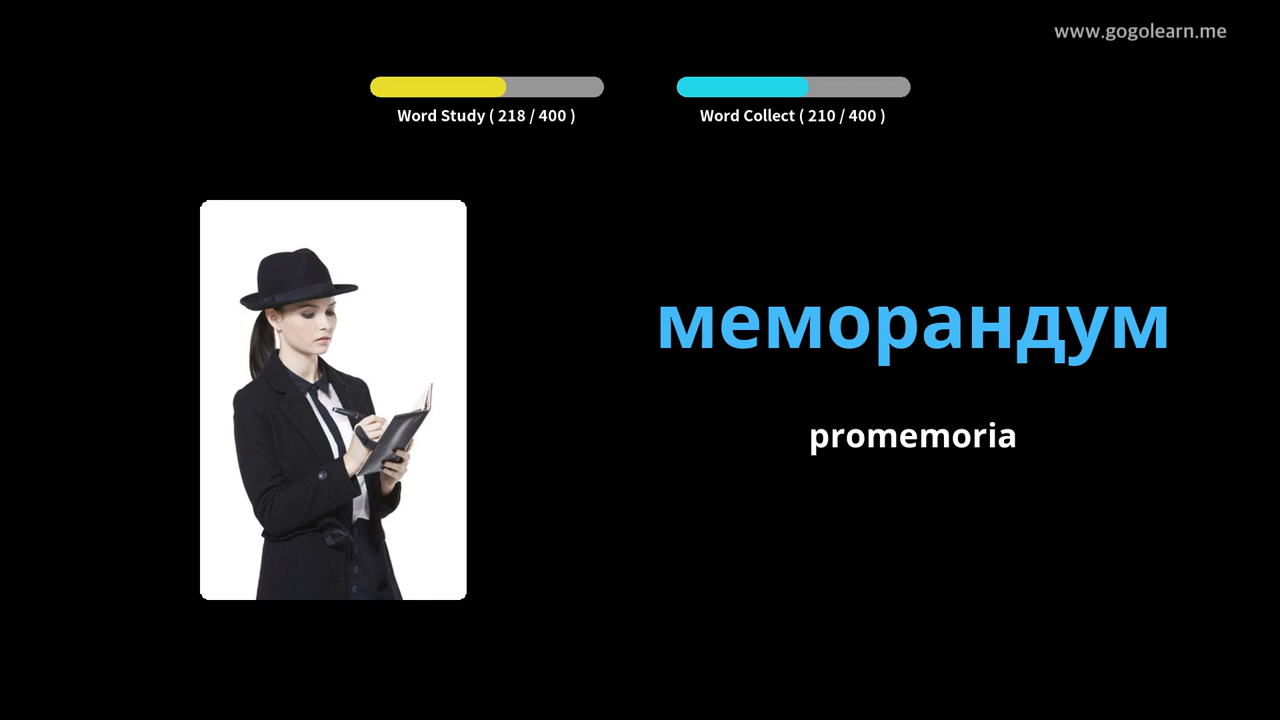 www.gogolearn.me
Word Study ( 218 / 400 )
Word Collect ( 210 / 400 )
меморандум
promemoria